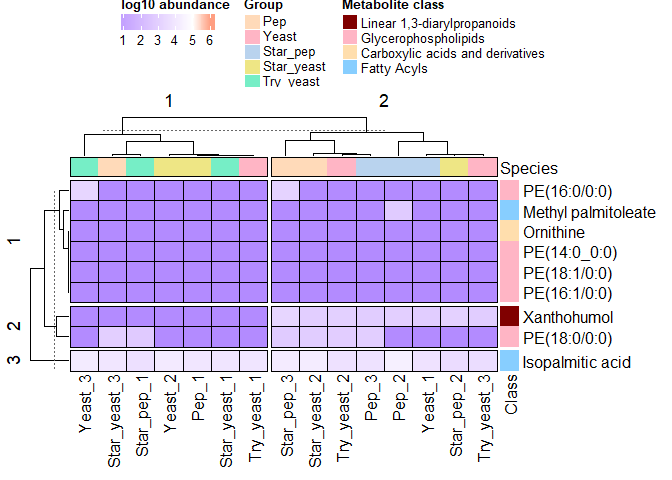 log10 abundance
1 2 3 4 5 6
Group
Pep
Yeast
Star_pep
Star_yeast
Try_yeast
Metabolite class
Linear 1,3-diarylpropanoids
Glycerophospholipids
Carboxylic acids and derivatives
Fatty Acyls
1
2
Species
1
PE(16:0/0:0)
Methyl palmitoleate
Ornithine
PE(14:0_0:0)
PE(18:1/0:0)
PE(16:1/0:0)
2
Xanthohumol
PE(18:0/0:0)
3
Isopalmitic acid
Yeast_3
Star_yeast_3
Star_pep_1
Yeast_2
Pep_1
Star_yeast_1
Try_yeast_1
Star_pep_3
Star_yeast_2
Try_yeast_2
Pep_3
Pep_2
Yeast_1
Star_pep_2
Try_yeast_3
Class